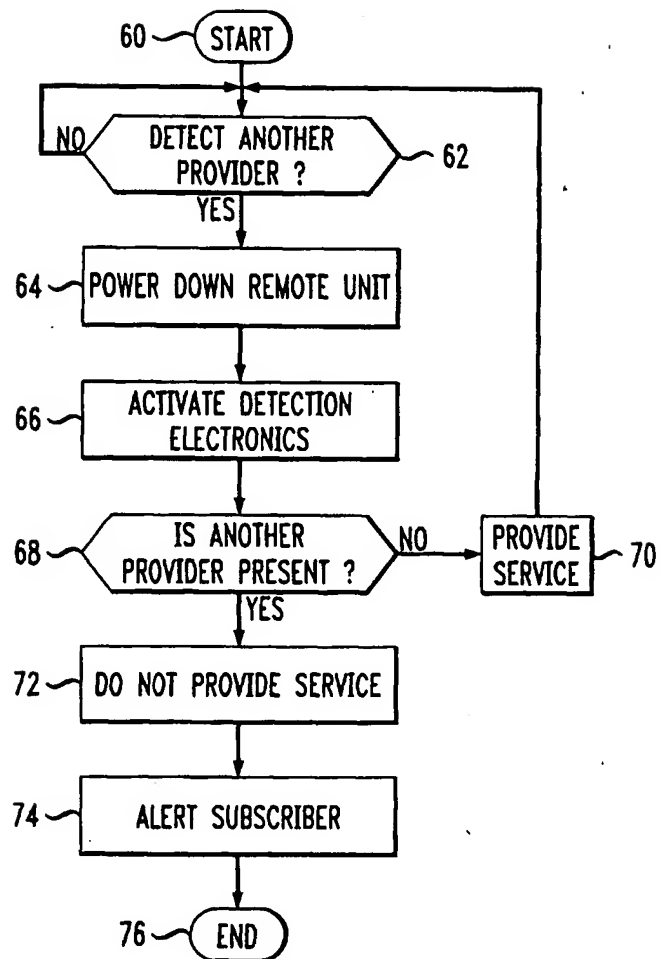 60 START
NO DETECT ANOTHER
PROVIDER ? 62
YES
64 POWER DOWN REMOTE UNIT
66 ACTIVATE DETECTION
ELECTRONICS
68 IS ANOTHER
PROVIDER PRESENT ?
NO
PROVIDE
SERVICE 70
YES
72 DO NOT PROVIDE SERVICE
74 ALERT SUBSCRIBER
76 END